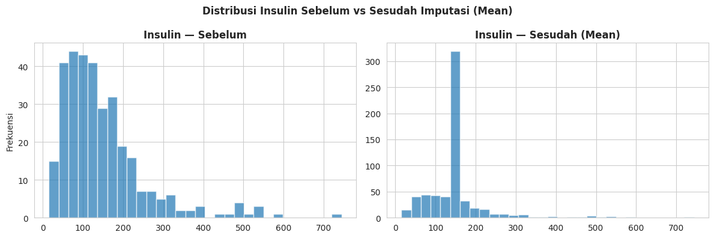 Distribusi Insulin Sebelum vs Sesudah Imputasi (Mean)
Insulin — Sebelum
Frekuensi
40
30
20
10
0
0 100 200 300 400 500 600 700
Insulin — Sesudah (Mean)
300
250
200
150
100
50
0
0 100 200 300 400 500 600 700